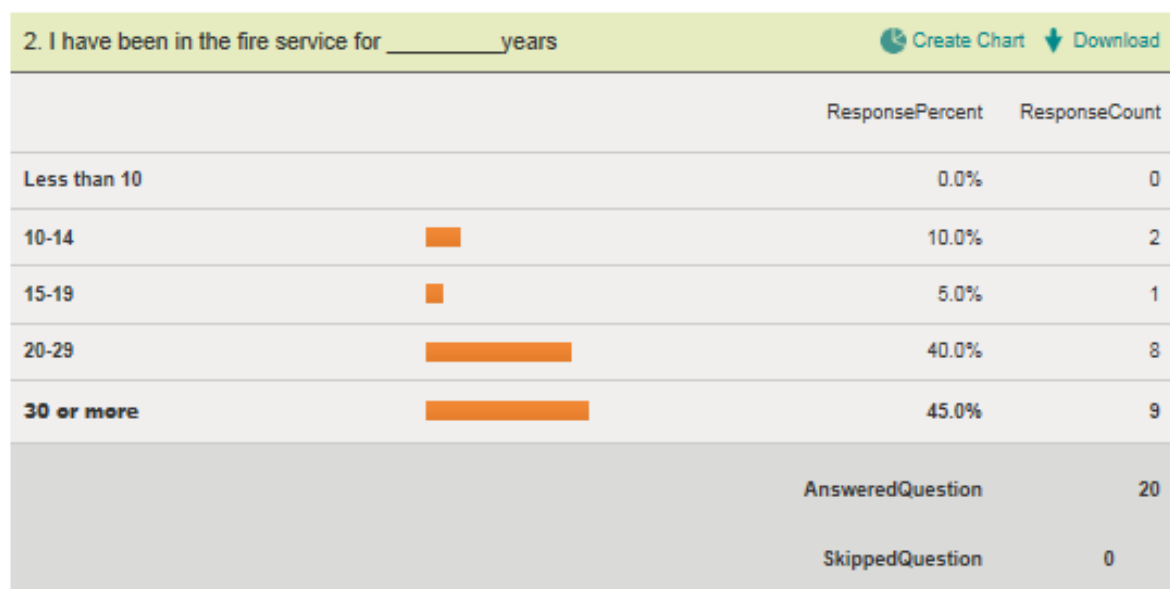 2. I have been in the fire service for _________years Create Chart Download
ResponsePercent ResponseCount
Less than 10 0.0% 0
10-14 10.0% 2
15-19 5.0% 1
20-29 40.0% 8
30 or more 45.0% 9
AnsweredQuestion 20
SkippedQuestion 0